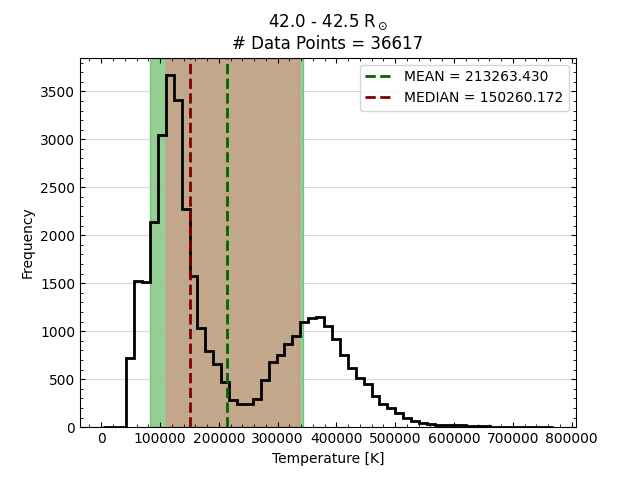 42.0 - 42.5 R⊙
# Data Points = 36617
MEAN = 213263.430
MEDIAN = 150260.172
3500
3000
2500
2000
1500
1000
500
0
Frequency
0 100000 200000 300000 400000 500000 600000 700000 800000
Temperature [K]